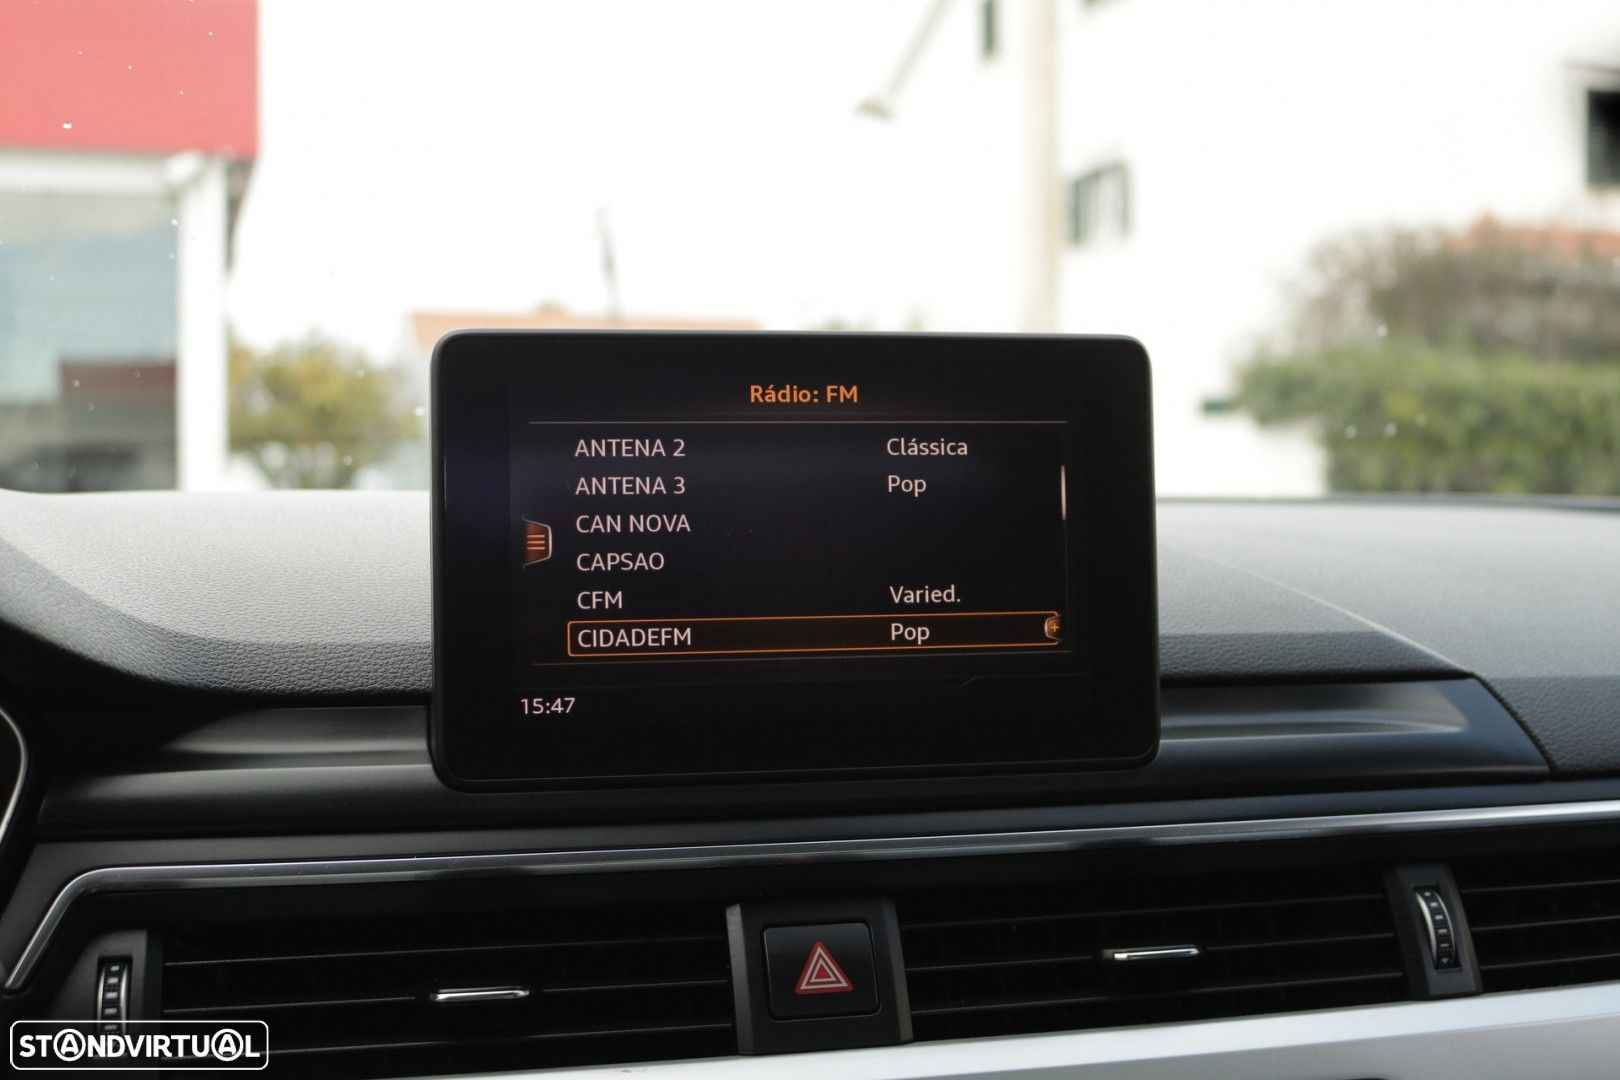 Rádio: FM
ANTENA 2 Clássica
ANTENA 3 Pop
CAN NOVA
CAPSAO
CFM Varied.
CIDADEFM Pop
15:47
STANDVIRTUAL